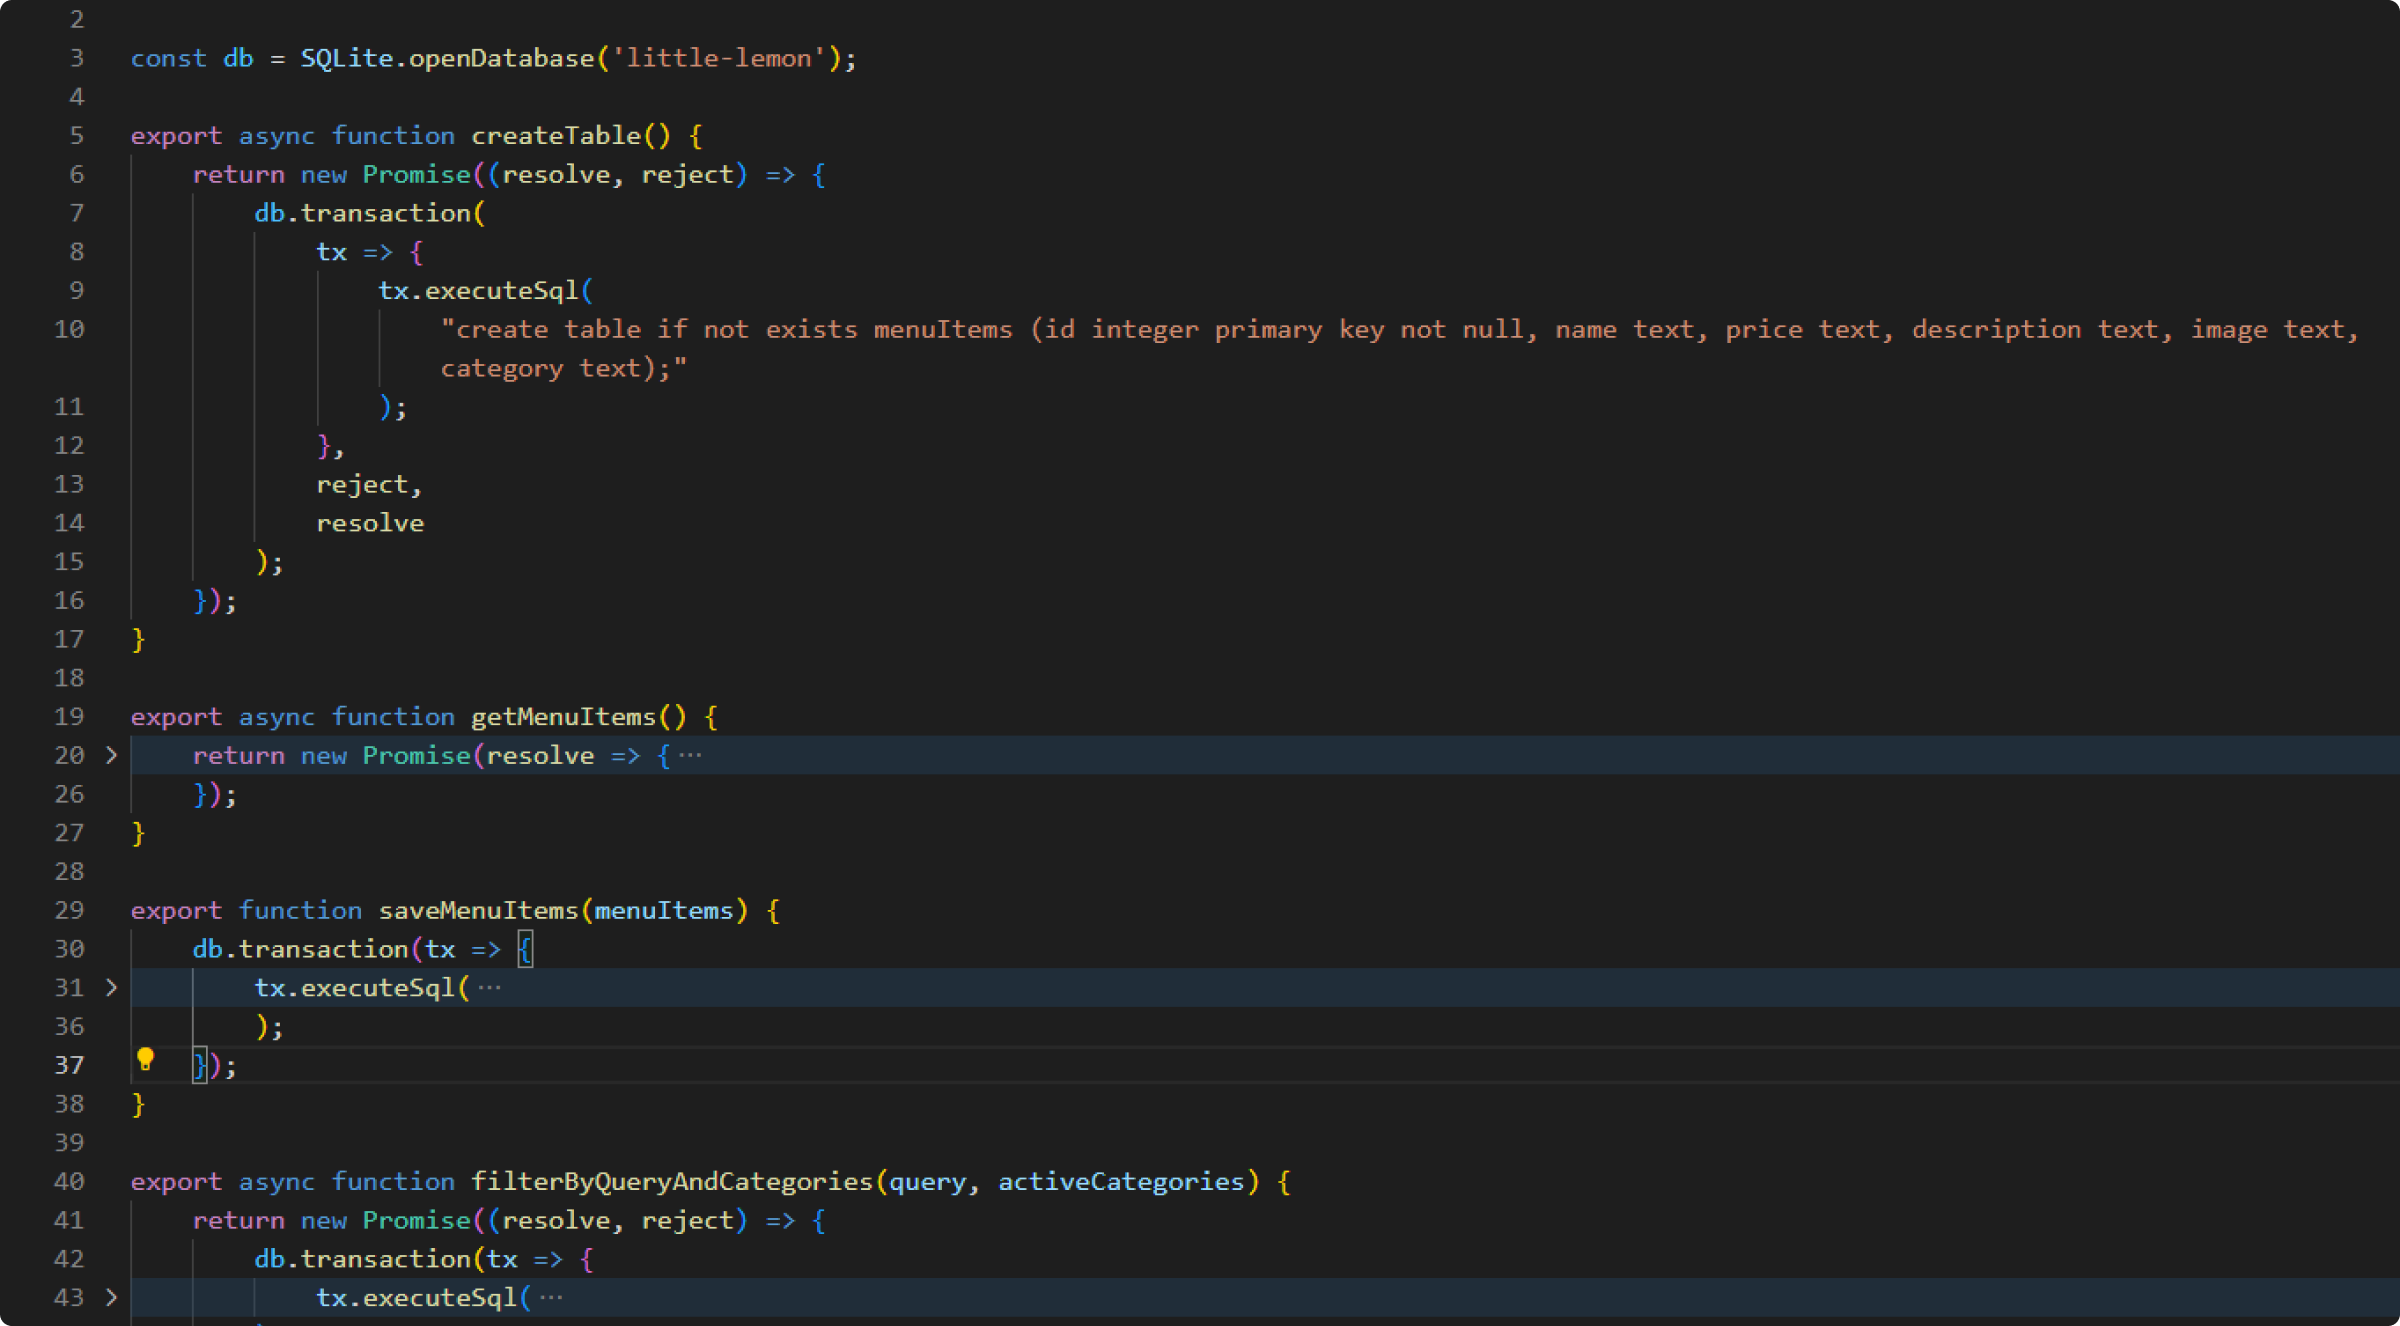 2
3 const db = SQLite.openDatabase('little-lemon');
4
5 export async function createTable() {
6     return new Promise((resolve, reject) => {
7         db.transaction(
8             tx => {
9                 tx.executeSql(
10                     "create table if not exists menuItems (id integer primary key not null, name text, price text, description text, image text,
                    category text);"
11                 );
12             },
13             reject,
14             resolve
15         );
16     });
17 }
18
19 export async function getMenuItems() {
20 >    return new Promise(resolve => { ···
26     });
27 }
28
29 export function saveMenuItems(menuItems) {
30     db.transaction(tx => {
31 >        tx.executeSql( ···
36         );
37     });
38 }
39
40 export async function filterByQueryAndCategories(query, activeCategories) {
41     return new Promise((resolve, reject) => {
42         db.transaction(tx => {
43 >            tx.executeSql( ···